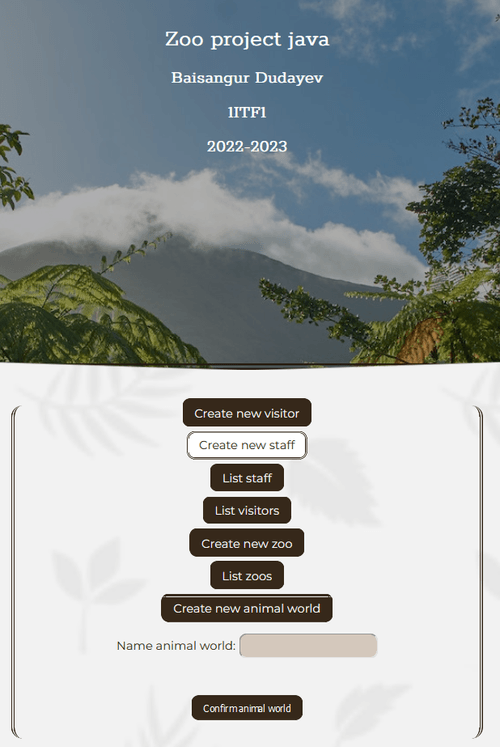 Zoo project java
Baisangur Dudayev
1ITF1
2022-2023
Create new visitor
Create new staff
List staff
List visitors
Create new zoo
List zoos
Create new animal world
Name animal world:
Confirm animal world